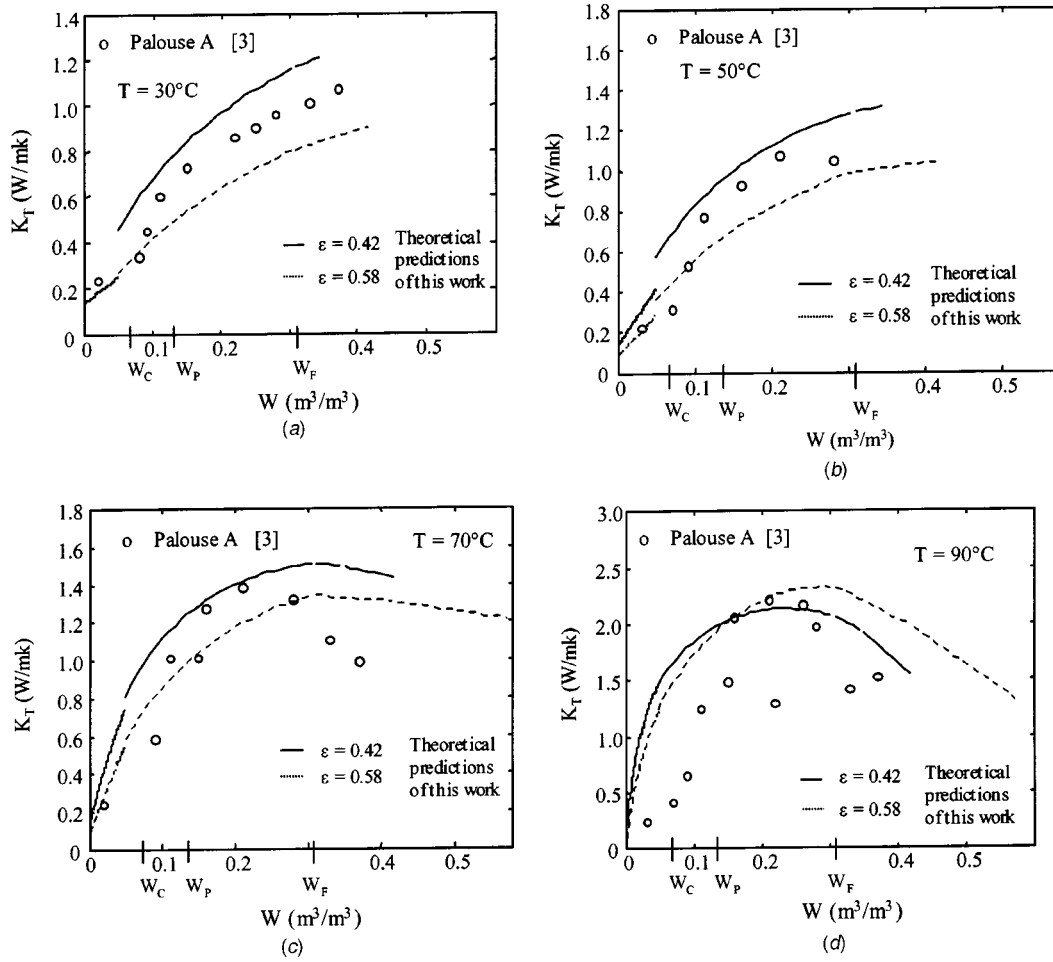 1.4
1.2
1.0
0.8
0.6
0.4
0.2
0
K_T (W/mk)
Palouse A [3]
T = 30°C
ε = 0.42
ε = 0.58
Theoretical
predictions
of this work
0
0.1
0.2
0.5
W_C
W_P
W_F
W (m³/m³)
(a)
1.8
1.6
1.4
1.2
1.0
0.8
0.6
0.4
0.2
0
K_T (W/mk)
Palouse A [3]
T = 50°C
ε = 0.42
ε = 0.58
Theoretical
predictions
of this work
0
0.1
0.2
0.4
0.5
W_C
W_P
W_F
W (m³/m³)
(b)
1.8
1.6
1.4
1.2
1.0
0.8
0.6
0.4
0.2
0
K_T (W/mk)
Palouse A [3]
T = 70°C
ε = 0.42
ε = 0.58
Theoretical
predictions
of this work
0
0.1
0.2
0.4
0.5
W_C
W_P
W_F
W (m³/m³)
(c)
3.0
2.5
2.0
1.5
1.0
0.5
0
K_T (W/mk)
Palouse A [3]
T = 90°C
ε = 0.42
ε = 0.58
Theoretical
predictions
of this work
0
0.1
0.2
0.4
0.5
W_C
W_P
W_F
W (m³/m³)
(d)